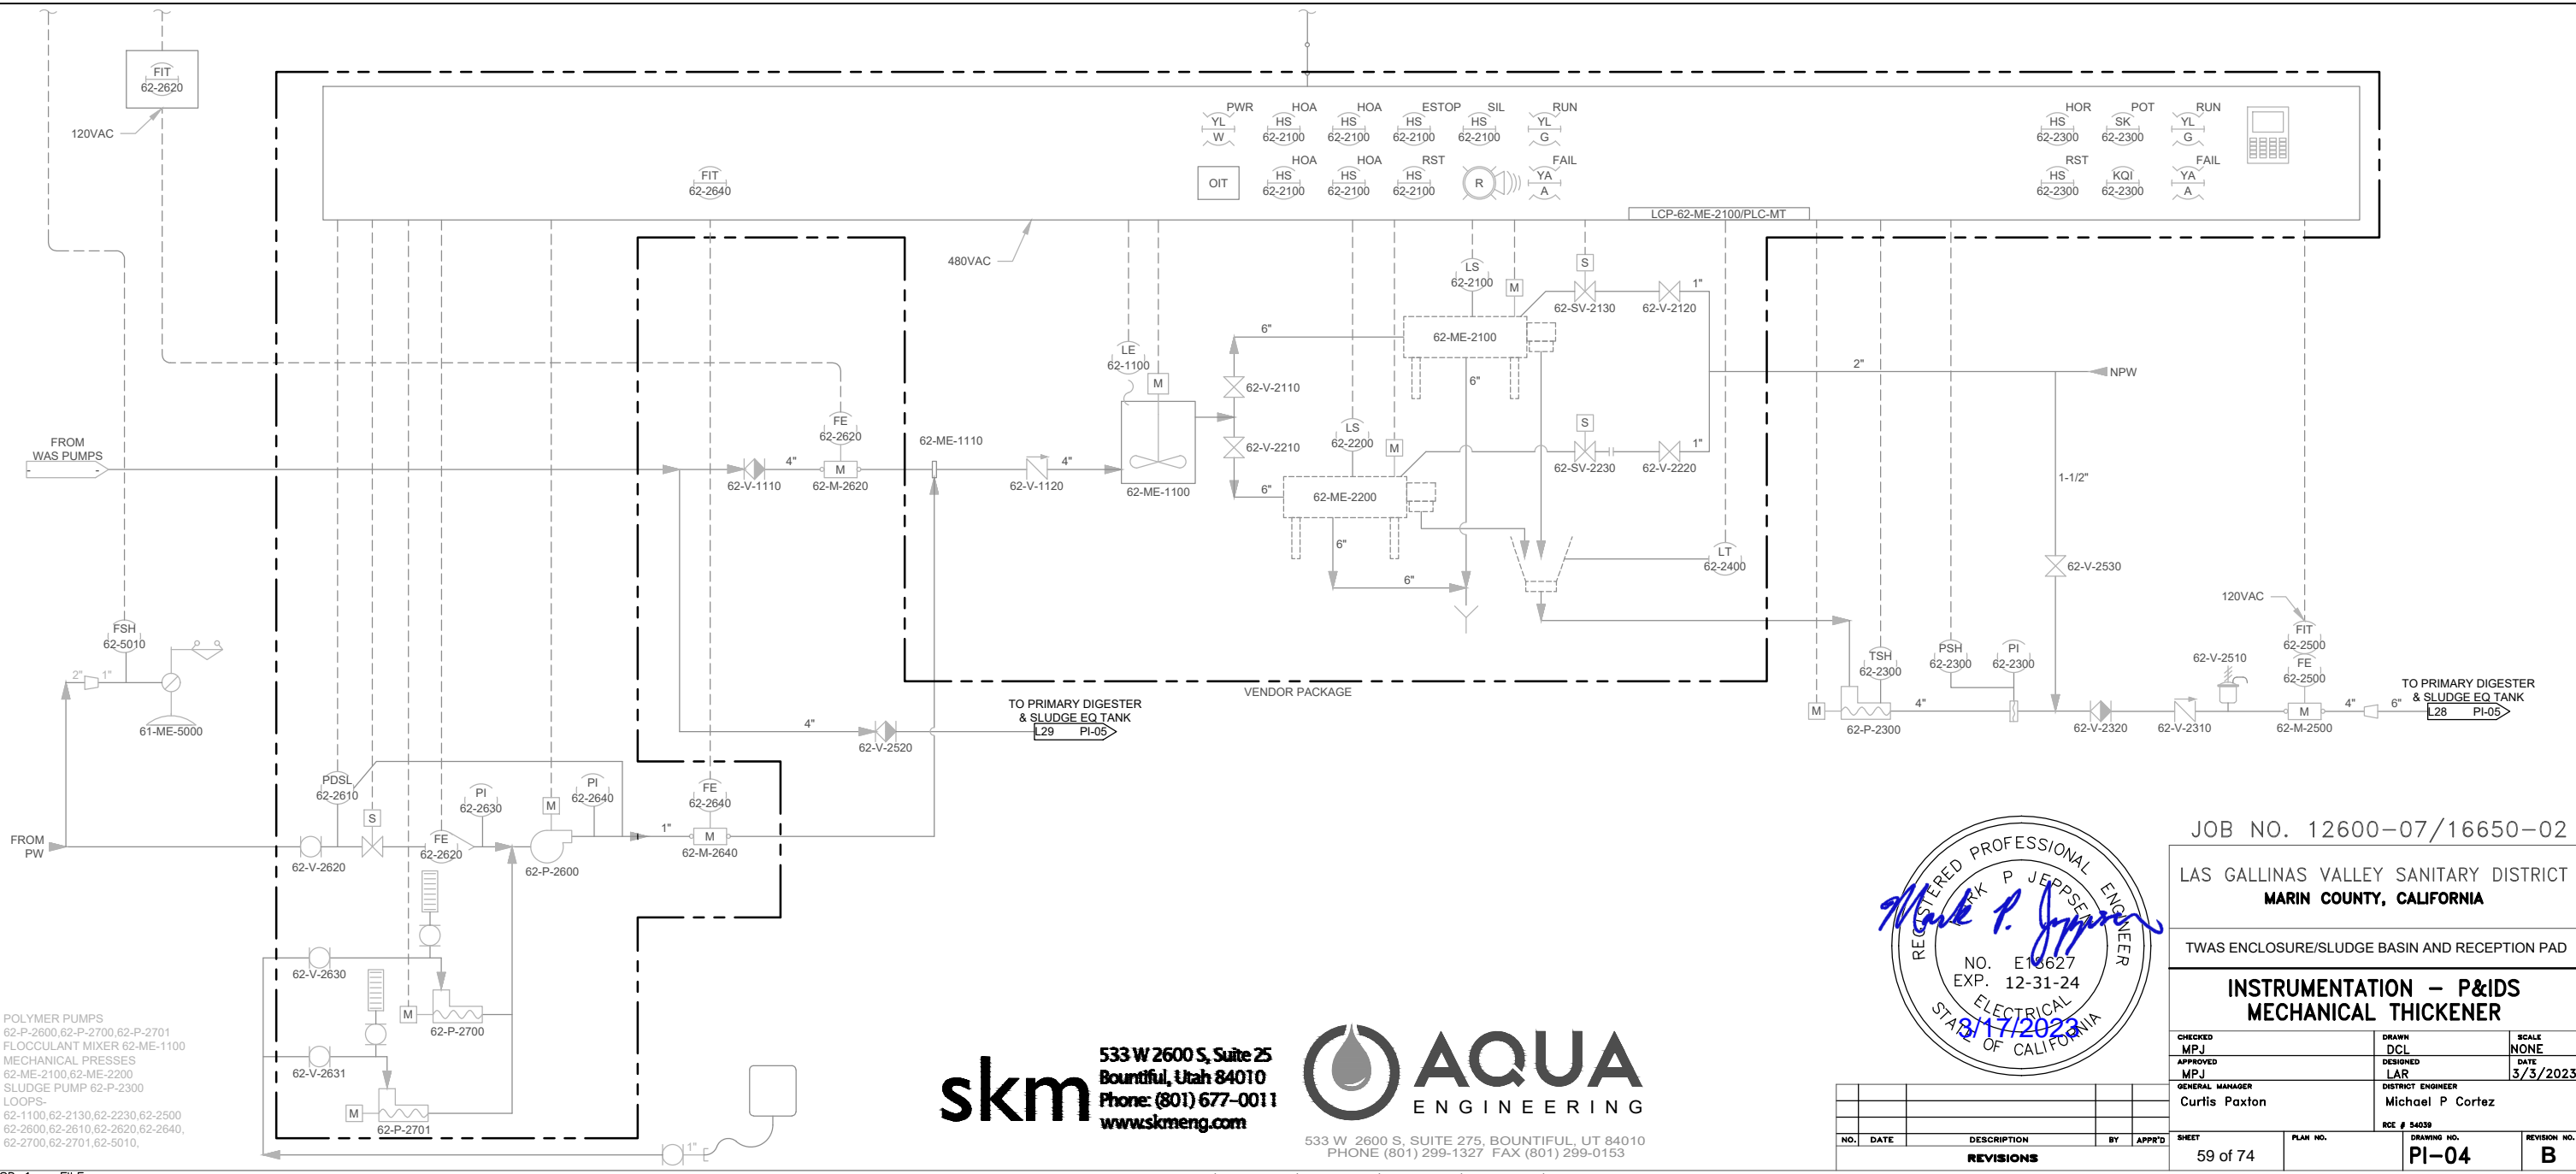 FIT
62-2620
120VAC
FIT
62-2640
PWR
YL
W
HOA
HS
62-2100
HOA
HS
62-2100
ESTOP
HS
62-2100
SIL
HS
62-2100
RUN
YL
G
OIT
HOA
HS
62-2100
HOA
HS
62-2100
RST
HS
62-2100
R
FAIL
YA
A
HOR
HS
62-2300
POT
SK
62-2300
RUN
YL
G
RST
HS
62-2300
KQI
62-2300
FAIL
YA
A
LCP-62-ME-2100/PLC-MT
480VAC
LS
62-2100
M
S
62-SV-2130
62-V-2120
1"
62-ME-2100
6"
6"
LE
62-1100
M
62-V-2110
2"
NPW
FE
62-2620
62-ME-1110
LS
62-2200
M
S
62-SV-2230
62-V-2220
1"
62-V-2210
FROM
WAS PUMPS
- -
62-V-1110
4"
M
62-M-2620
62-V-1120
4"
62-ME-1100
6"
62-ME-2200
6"
6"
1-1/2"
LT
62-2400
62-V-2530
120VAC
FIT
62-2500
FE
62-2500
FSH
62-5010
2" 1"
61-ME-5000
VENDOR PACKAGE
TSH
62-2300
PSH
62-2300
PI
62-2300
62-V-2510
M
62-P-2300
4"
62-V-2320
62-V-2310
M
62-M-2500
4"
6"
TO PRIMARY DIGESTER
& SLUDGE EQ TANK
L28 PI-05
TO PRIMARY DIGESTER
& SLUDGE EQ TANK
L29 PI-05
4"
62-V-2520
PDSL
62-2610
S
PI
62-2630
M
PI
62-2640
FE
62-2640
FROM
PW
62-V-2620
FE
62-2620
62-P-2600
1"
M
62-M-2640
62-V-2630
M
62-P-2700
62-V-2631
M
62-P-2701
1"
POLYMER PUMPS
62-P-2600,62-P-2700,62-P-2701
FLOCCULANT MIXER 62-ME-1100
MECHANICAL PRESSES
62-ME-2100,62-ME-2200
SLUDGE PUMP 62-P-2300
LOOPS-
62-1100,62-2130,62-2230,62-2500
62-2600,62-2610,62-2620,62-2640,
62-2700,62-2701,62-5010,
skm
533 W 2600 S, Suite 25
Bountiful, Utah 84010
Phone: (801) 677-0011
www.skmeng.com
AQUA
ENGINEERING
533 W 2600 S, SUITE 275, BOUNTIFUL, UT 84010
PHONE (801) 299-1327 FAX (801) 299-0153
REGISTERED PROFESSIONAL ENGINEER
MARK P JEPPSEN
Mark P. Jeppsen
NO. E18627
EXP. 12-31-24
ELECTRICAL
3/17/2023
STATE OF CALIFORNIA
JOB NO. 12600-07/16650-02
LAS GALLINAS VALLEY SANITARY DISTRICT
MARIN COUNTY, CALIFORNIA
TWAS ENCLOSURE/SLUDGE BASIN AND RECEPTION PAD
INSTRUMENTATION - P&IDS
MECHANICAL THICKENER
CHECKED
MPJ
DRAWN
DCL
SCALE
NONE
APPROVED
MPJ
DESIGNED
LAR
DATE
3/3/2023
GENERAL MANAGER
Curtis Paxton
DISTRICT ENGINEER
Michael P Cortez
RCE # 54039
NO. DATE DESCRIPTION BY APPR'D
REVISIONS
SHEET
59 of 74
PLAN NO.
DRAWING NO.
PI-04
REVISION NO.
B